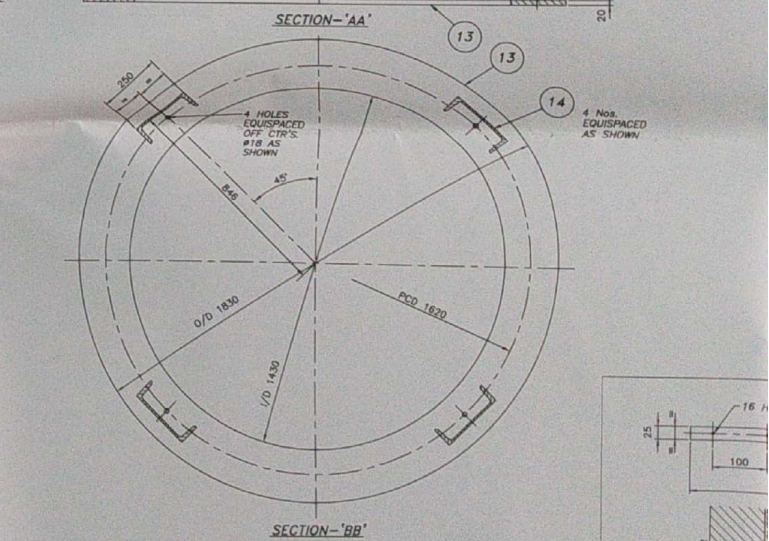 SECTION-'AA'
20
13
13
250
=
=
14
4 HOLES
EQUISPACED
OFF CTR'S.
ø18 AS
SHOWN
4 Nos.
EQUISPACED
AS SHOWN
45°
846
O/D 1830
PCD 1620
I/D 1430
16 H
=
25
=
100
SECTION-'BB'